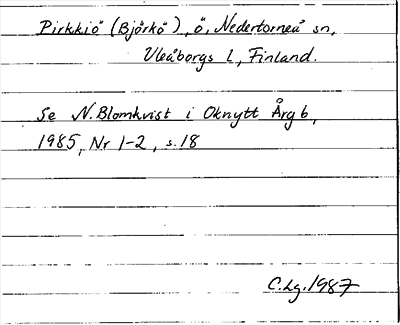 Pirkkiö (Björkö), ö, Nedertorneå sn,
Uleåborgs l, Finland.
Se N. Blomkvist i Oknytt Årg 6,
1985, Nr 1-2, s. 18
C. Lg. 1987